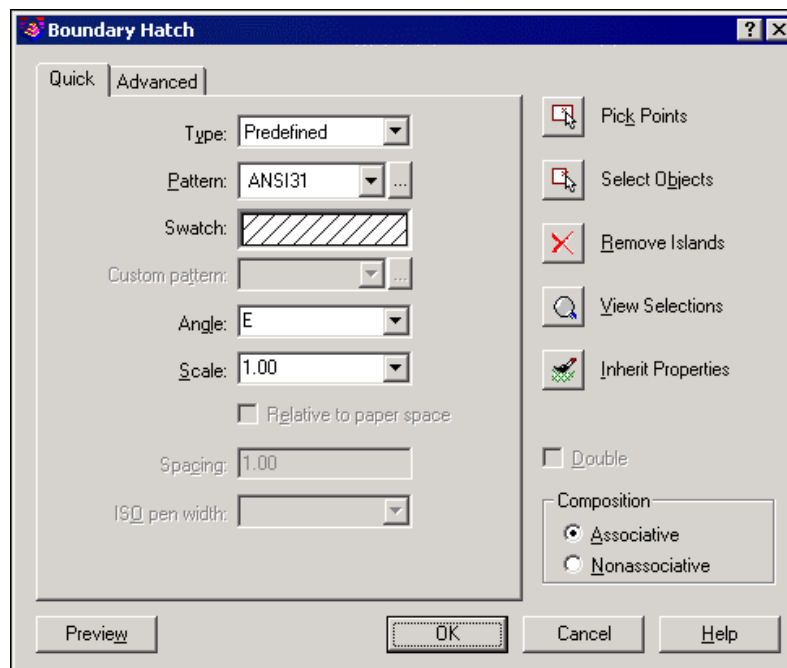 Boundary Hatch
Quick Advanced
Type: Predefined
Pattern: ANSI31 ...
Swatch:
Custom pattern: ...
Angle: E
Scale: 1.00
Relative to paper space
Spacing: 1.00
ISO pen width:
Pick Points
Select Objects
Remove Islands
View Selections
Inherit Properties
Double
Composition
Associative
Nonassociative
Preview OK Cancel Help